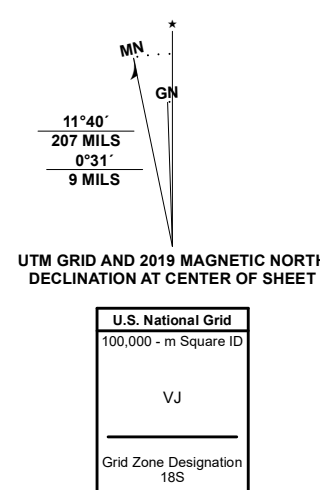 ★
MN
GN
11°40´
207 MILS
0°31´
9 MILS
UTM GRID AND 2019 MAGNETIC NORTH
DECLINATION AT CENTER OF SHEET
U.S. National Grid
100,000 - m Square ID
VJ
Grid Zone Designation
18S